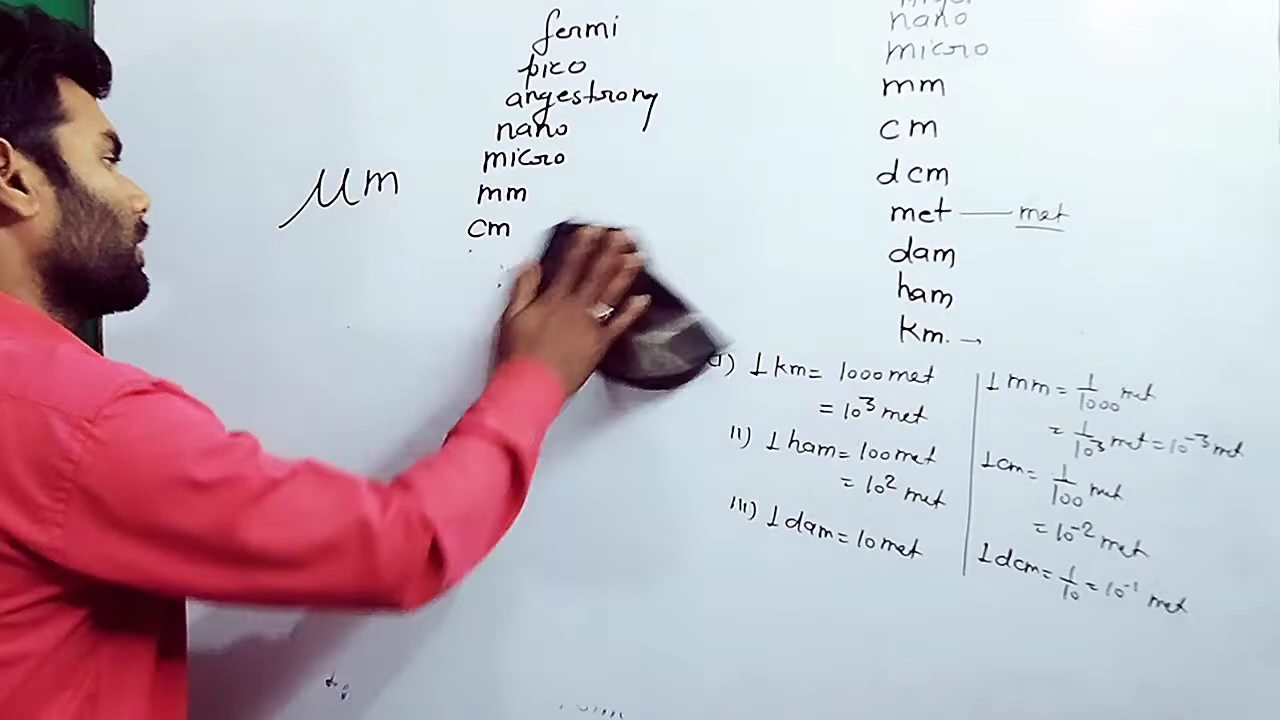 fermi
pico
angestrong
nano
micro
mm
cm
μm
nano
micro
mm
cm
dcm
met — met
dam
ham
km. →
1 km = 1000 met
= 10³ met
II) 1 ham = 100 met
= 10² met
III) 1 dam = 10 met
1 mm = 1/1000 met
= 1/10³ met = 10⁻³ met
1 cm = 1/100 met
= 10⁻² met
1 dcm = 1/10 = 10⁻¹ met